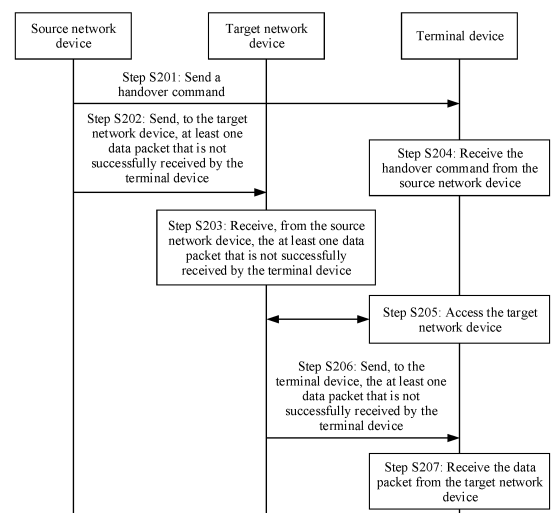 Source network
device
Target network
device
Terminal device
Step S201: Send a
handover command
Step S202: Send, to the target
network device, at least one
data packet that is not
successfully received by the
terminal device
Step S204: Receive the
handover command from the
source network device
Step S203: Receive, from the source
network device, the at least one data
packet that is not successfully
received by the terminal device
Step S205: Access the target
network device
Step S206: Send, to the
terminal device, the at least one
data packet that is not
successfully received by the
terminal device
Step S207: Receive the data
packet from the target network
device